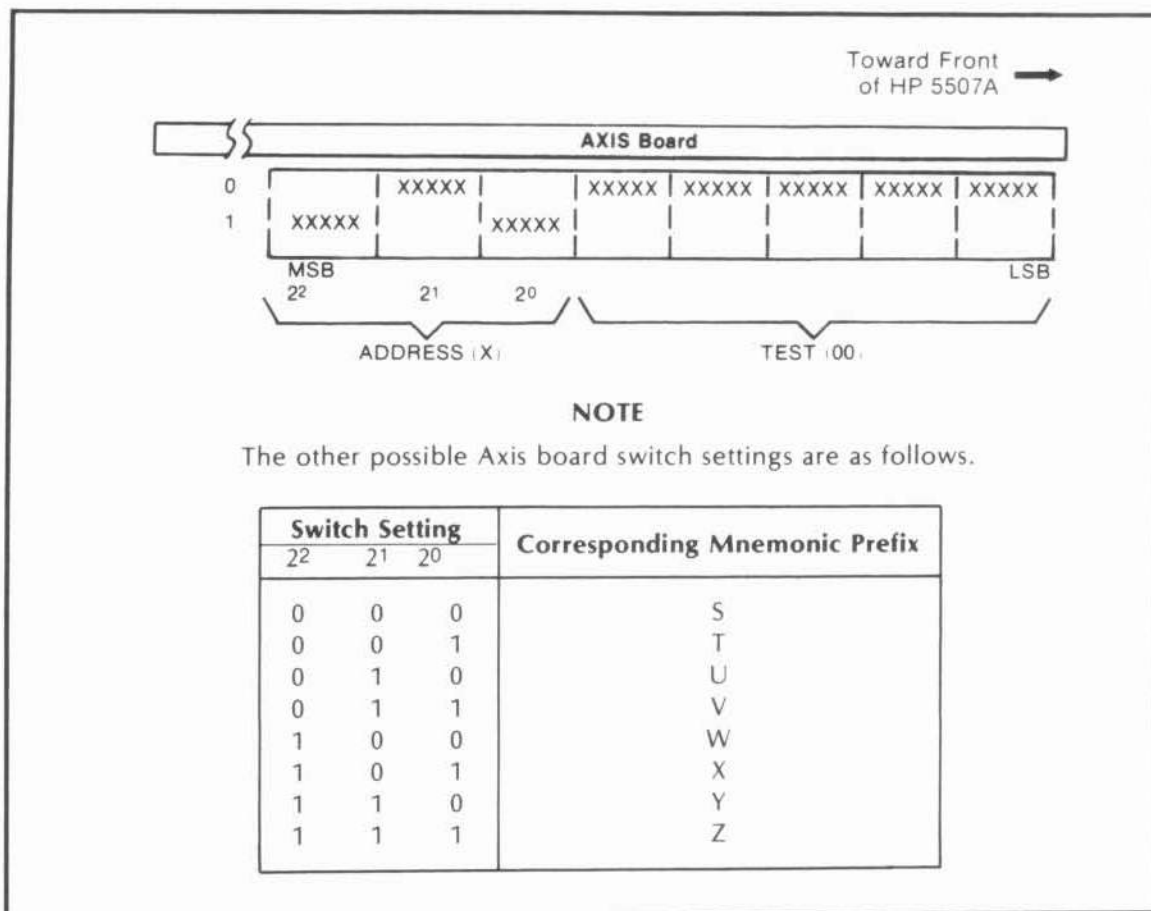 Toward Front
of HP 5507A
AXIS Board
0 XXXXX XXXXX XXXXX XXXXX XXXXX XXXXX
1 XXXXX XXXXX
MSB LSB
2² 2¹ 2⁰
ADDRESS (X) TEST (00)
NOTE
The other possible Axis board switch settings are as follows.
Switch Setting Corresponding Mnemonic Prefix
2² 2¹ 2⁰
0 0 0 S
0 0 1 T
0 1 0 U
0 1 1 V
1 0 0 W
1 0 1 X
1 1 0 Y
1 1 1 Z